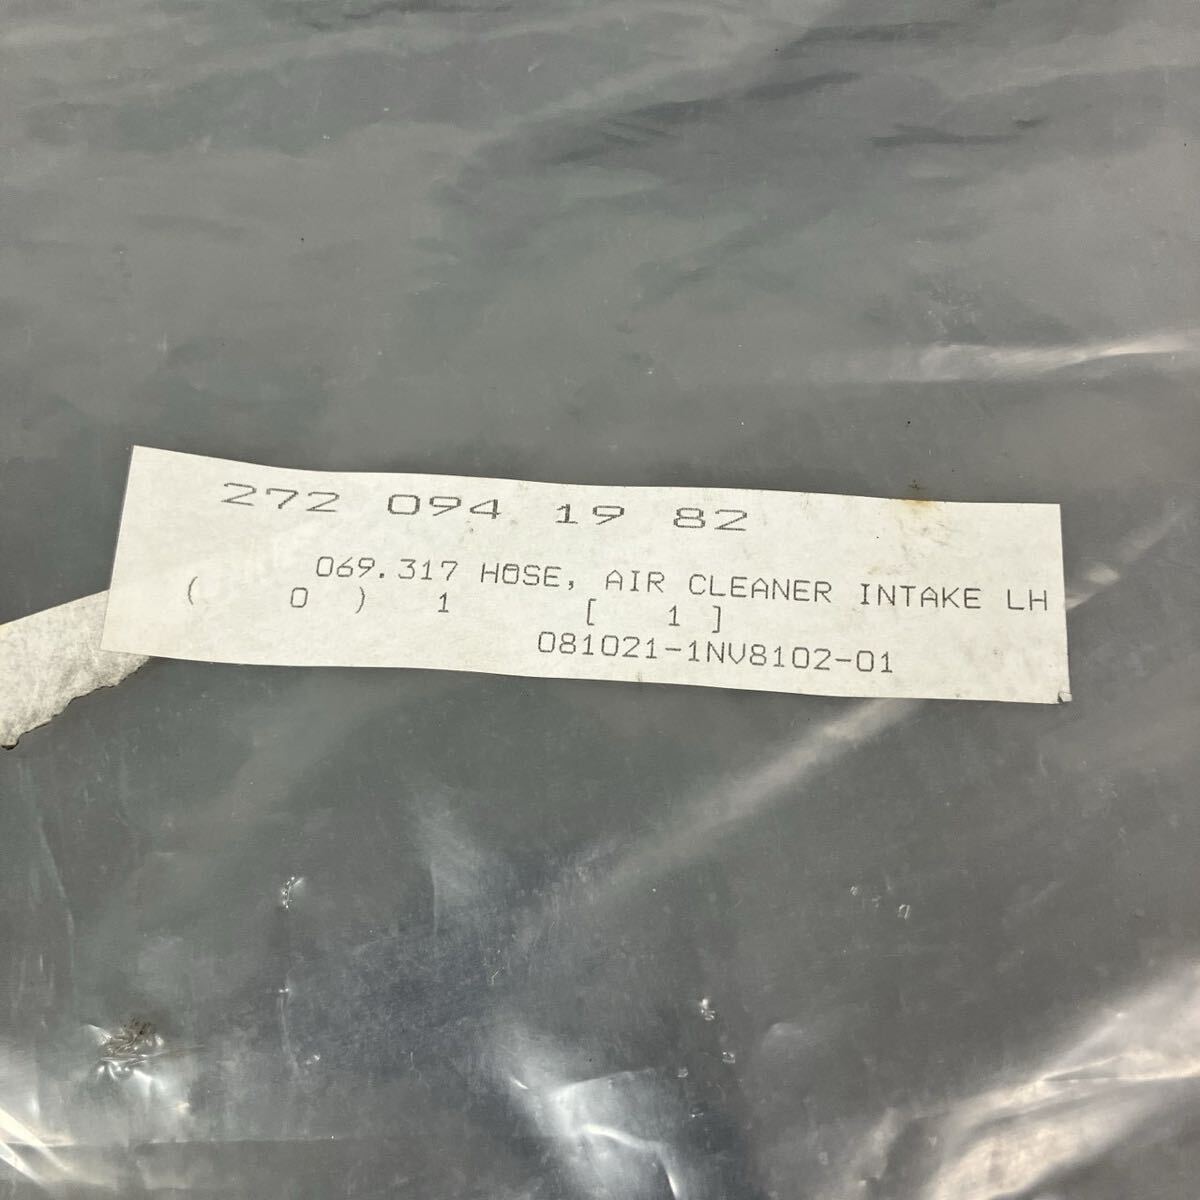 272 094 19 82
069.317 HOSE, AIR CLEANER INTAKE LH
( 0 ) 1 [ 1 ]
081021-1NV8102-01